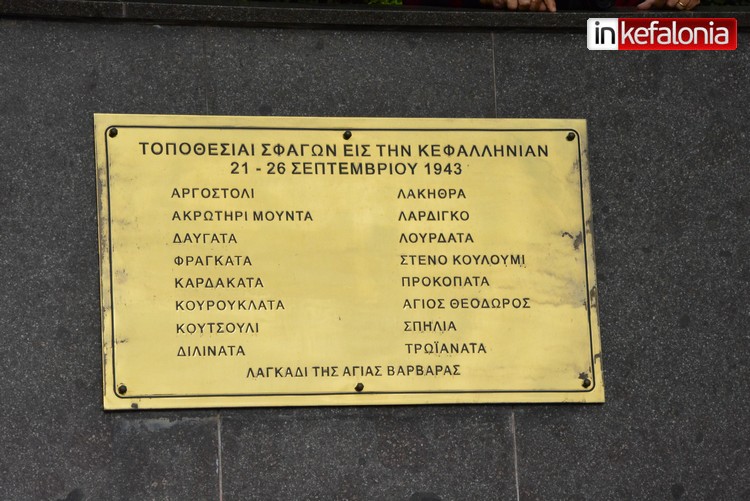 inkefalonia
ΤΟΠΟΘΕΣΙΑΙ ΣΦΑΓΩΝ ΕΙΣ ΤΗΝ ΚΕΦΑΛΛΗΝΙΑΝ
21 - 26 ΣΕΠΤΕΜΒΡΙΟΥ 1943
ΑΡΓΟΣΤΟΛΙ
ΑΚΡΩΤΗΡΙ ΜΟΥΝΤΑ
ΔΑΥΓΑΤΑ
ΦΡΑΓΚΑΤΑ
ΚΑΡΔΑΚΑΤΑ
ΚΟΥΡΟΥΚΛΑΤΑ
ΚΟΥΤΣΟΥΛΙ
ΔΙΛΙΝΑΤΑ
ΛΑΚΗΘΡΑ
ΛΑΡΔΙΓΚΟ
ΛΟΥΡΔΑΤΑ
ΣΤΕΝΟ ΚΟΥΛΟΥΜΙ
ΠΡΟΚΟΠΑΤΑ
ΑΓΙΟΣ ΘΕΟΔΩΡΟΣ
ΣΠΗΛΙΑ
ΤΡΩΪΑΝΑΤΑ
ΛΑΓΚΑΔΙ ΤΗΣ ΑΓΙΑΣ ΒΑΡΒΑΡΑΣ